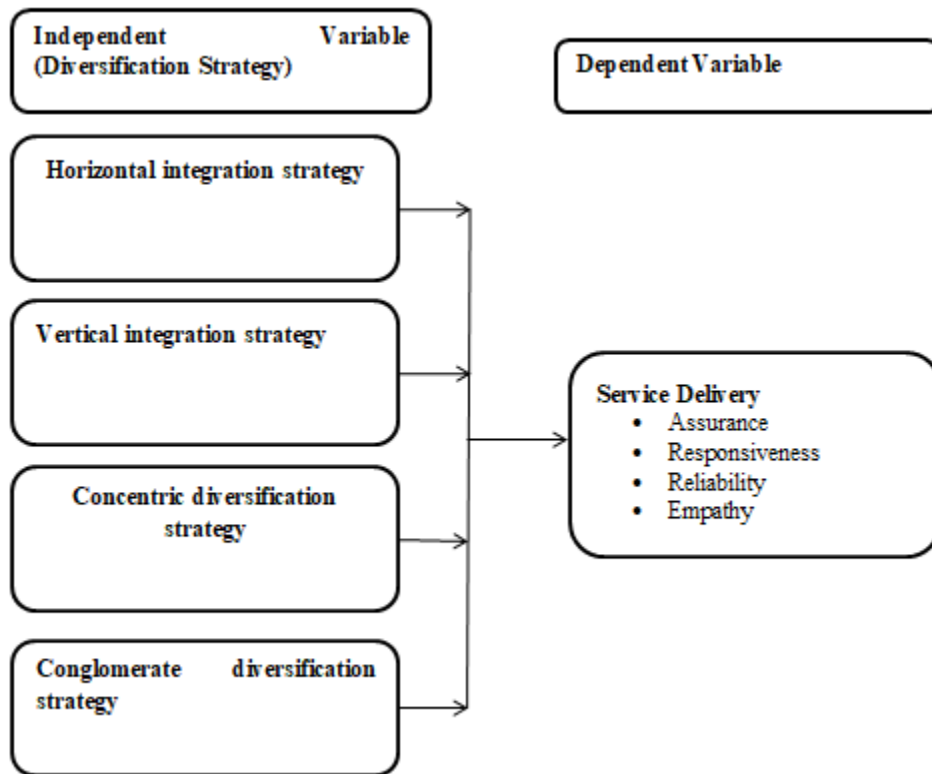 Independent Variable
(Diversification Strategy)
Dependent Variable
Horizontal integration strategy
Vertical integration strategy
Concentric diversification
strategy
Conglomerate diversification
strategy
Service Delivery
• Assurance
• Responsiveness
• Reliability
• Empathy